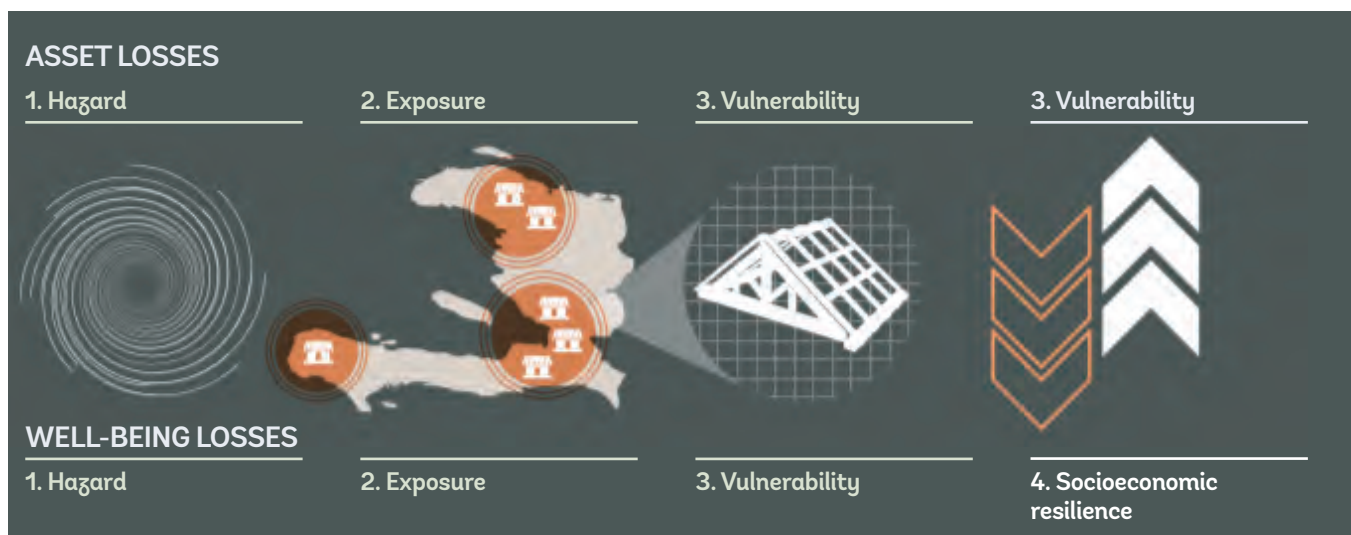 ASSET LOSSES
1. Hazard
2. Exposure
3. Vulnerability
3. Vulnerability
WELL-BEING LOSSES
1. Hazard
2. Exposure
3. Vulnerability
4. Socioeconomic
resilience